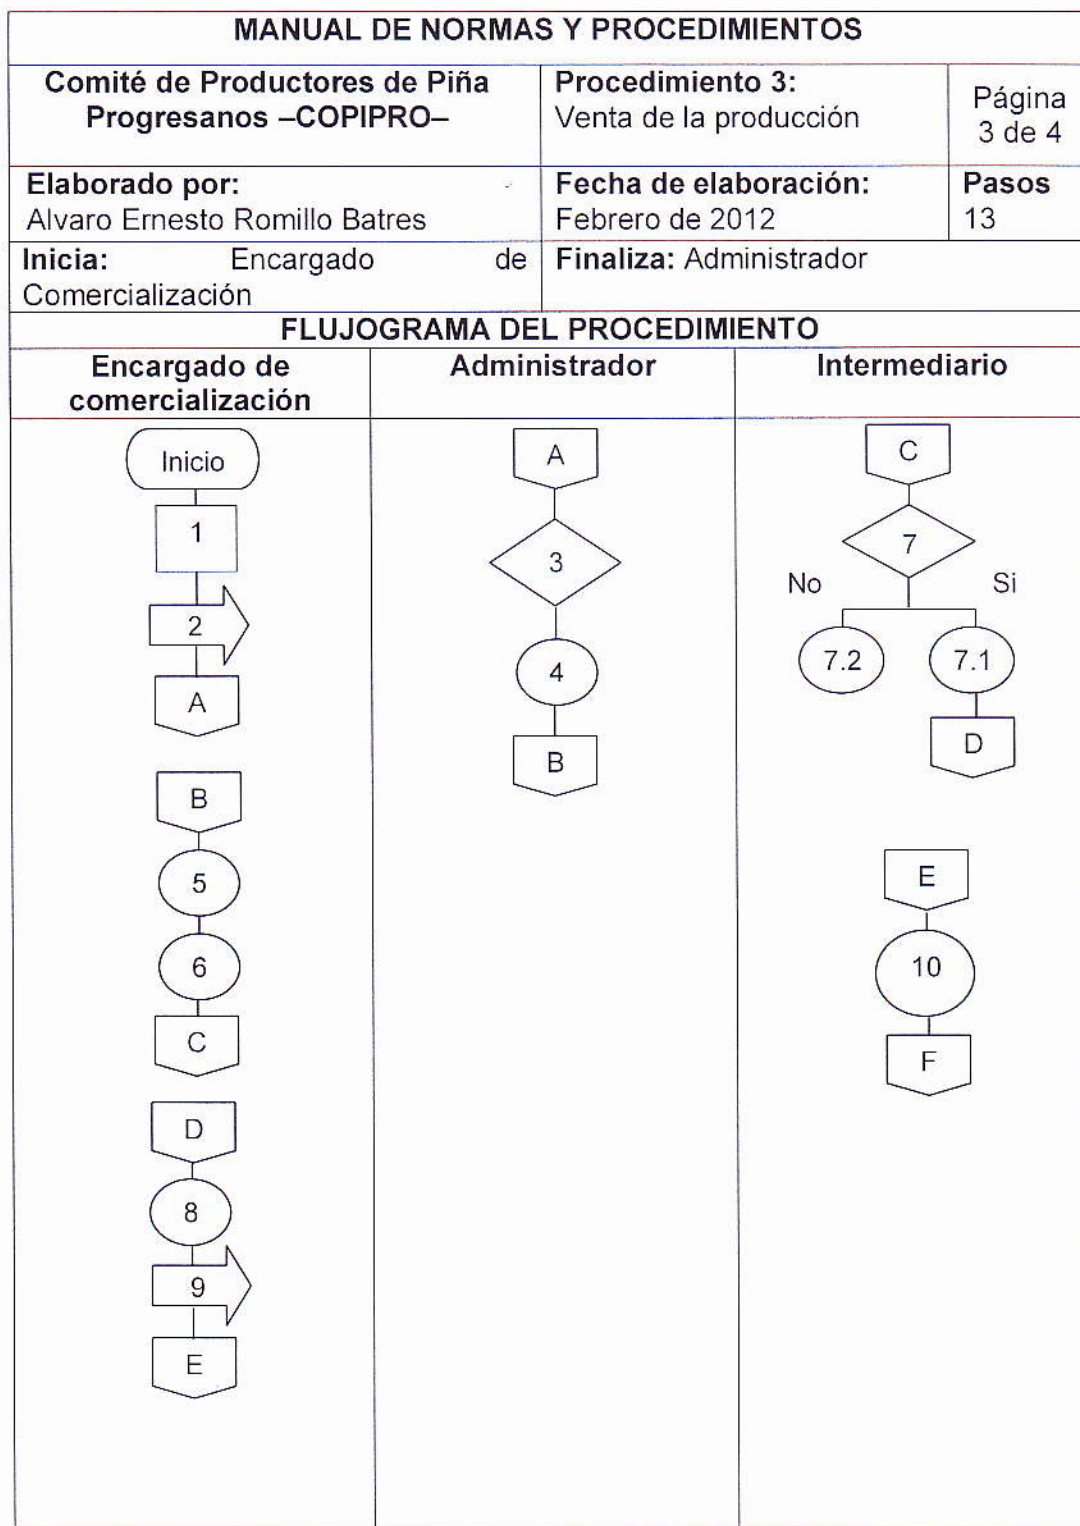 MANUAL DE NORMAS Y PROCEDIMIENTOS
Comité de Productores de Piña
Progresanos –COPIPRO–
Procedimiento 3:
Venta de la producción
Página
3 de 4
Elaborado por:
Alvaro Ernesto Romillo Batres
Fecha de elaboración:
Febrero de 2012
Pasos
13
Inicia: Encargado de
Comercialización
Finaliza: Administrador
FLUJOGRAMA DEL PROCEDIMIENTO
Encargado de
comercialización
Administrador
Intermediario
Inicio
1
2
A
B
5
6
C
D
8
9
E
A
3
4
B
C
7
No
Si
7.2
7.1
D
E
10
F